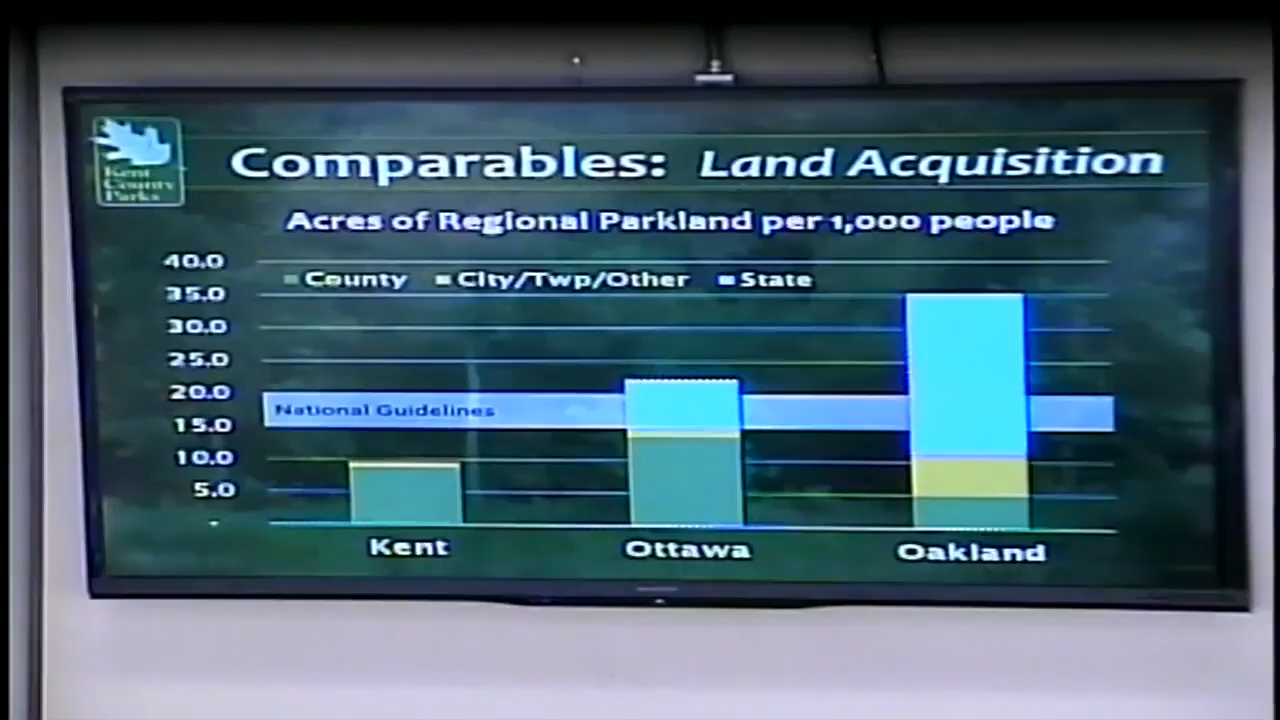 Kent
County
Parks
Comparables: Land Acquisition
Acres of Regional Parkland per 1,000 people
40.0
County City/Twp/Other State
35.0
30.0
25.0
20.0
National Guidelines
15.0
10.0
5.0
-
Kent Ottawa Oakland